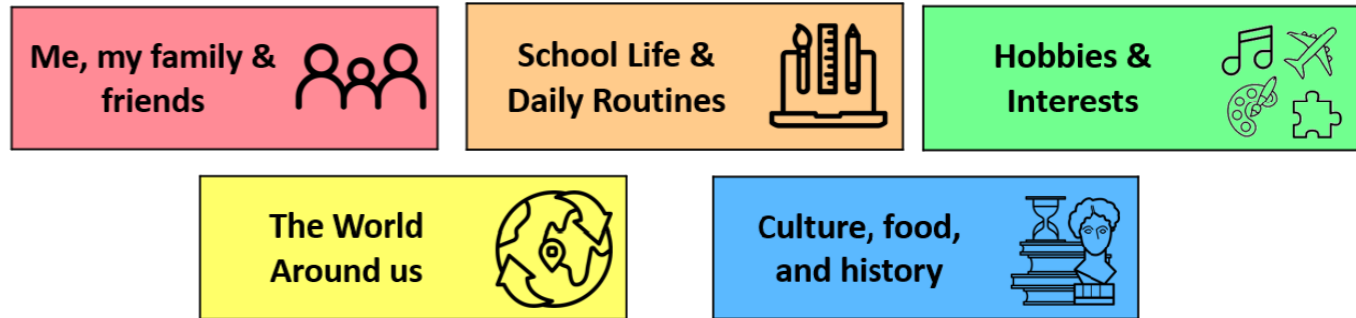 Me, my family &
friends
School Life &
Daily Routines
Hobbies &
Interests
The World
Around us
Culture, food,
and history